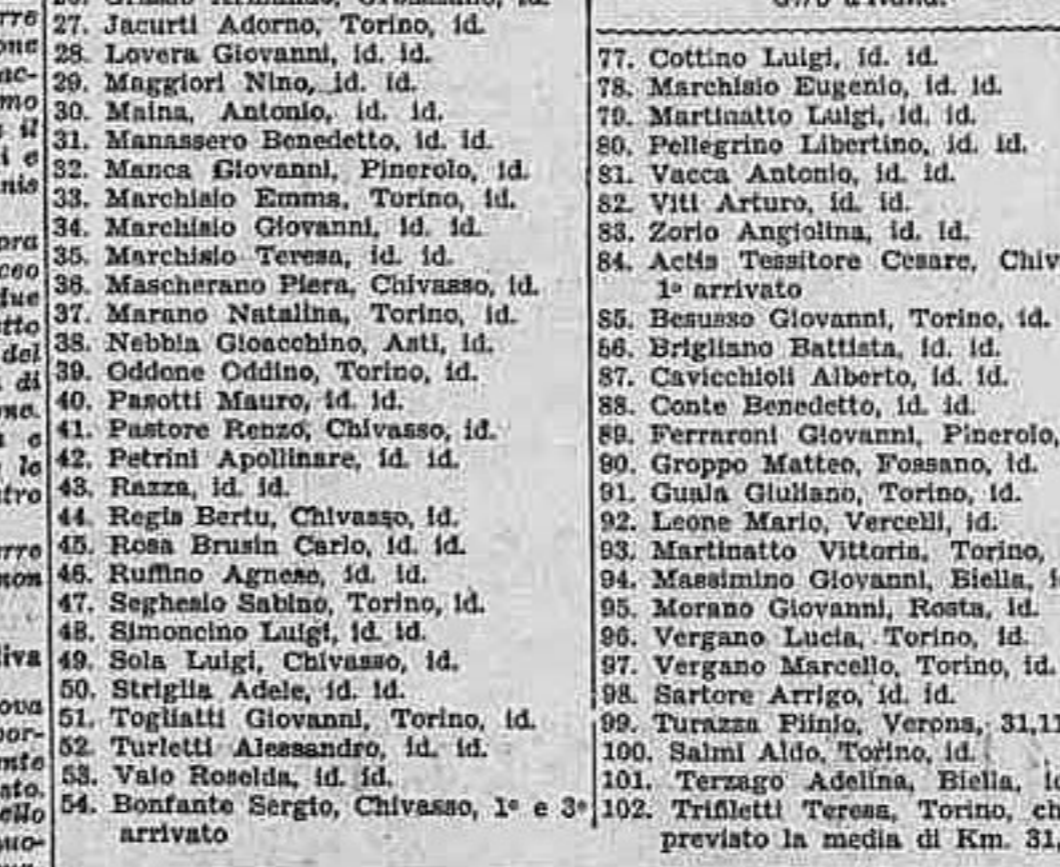 27. Jacurti Adorno, Torino, id.
28. Lovera Giovanni, id. id.
29. Maggiori Nino, id. id.
30. Maina, Antonio, id. id.
31. Manassero Benedetto, id. id.
32. Manca Giovanni, Pinerolo, id.
33. Marchisio Emma, Torino, id.
34. Marchisio Giovanni, id. id.
35. Marchisio Teresa, id. id.
36. Mascherano Piera, Chivasso, id.
37. Marano Natalina, Torino, id.
38. Nebbia Gioacchino, Asti, id.
39. Oddone Oddino, Torino, id.
40. Pasotti Mauro, id. id.
41. Pastore Renzo, Chivasso, id.
42. Petrini Apollinare, id. id.
43. Razza, id. id.
44. Regis Bertu, Chivasso, id.
45. Rosa Brusin Carlo, id. id.
46. Ruffino Agnese, id. id.
47. Seghesio Sabino, Torino, id.
48. Simoncino Luigi, id. id.
49. Sola Luigi, Chivasso, id.
50. Striglia Adele, id. id.
51. Togliatti Giovanni, Torino, id.
52. Turletti Alessandro, id. id.
53. Valo Roselda, id. id.
54. Bonfante Sergio, Chivasso, 1º e 3º
arrivato
77. Cottino Luigi, id. id.
78. Marchisio Eugenio, id. id.
79. Martinatto Luigi, id. id.
80. Pellegrino Libertino, id. id.
81. Vacca Antonio, id. id.
82. Viti Arturo, id. id.
83. Zorio Angiolina, id. id.
84. Actis Tessitore Cesare, Chiv
1º arrivato
85. Besusso Giovanni, Torino, id.
56. Brigliano Battista, id. id.
87. Cavicchioli Alberto, id. id.
88. Conte Benedetto, id. id.
89. Ferraroni Giovanni, Pinerolo,
90. Groppo Matteo, Fossano, id.
91. Guala Giuliano, Torino, id.
92. Leone Mario, Vercelli, id.
93. Martinatto Vittoria, Torino,
94. Massimino Giovanni, Biella, i
95. Morano Giovanni, Rosta, id.
96. Vergano Lucia, Torino, id.
97. Vergano Marcello, Torino, id.
98. Sartore Arrigo, id. id.
99. Turazza Plinio, Verona, 31,11
100. Salmi Aldo, Torino, id.
101. Terzago Adelina, Biella, i
102. Trifiletti Teresa, Torino, ch
previsto la media di Km. 31,